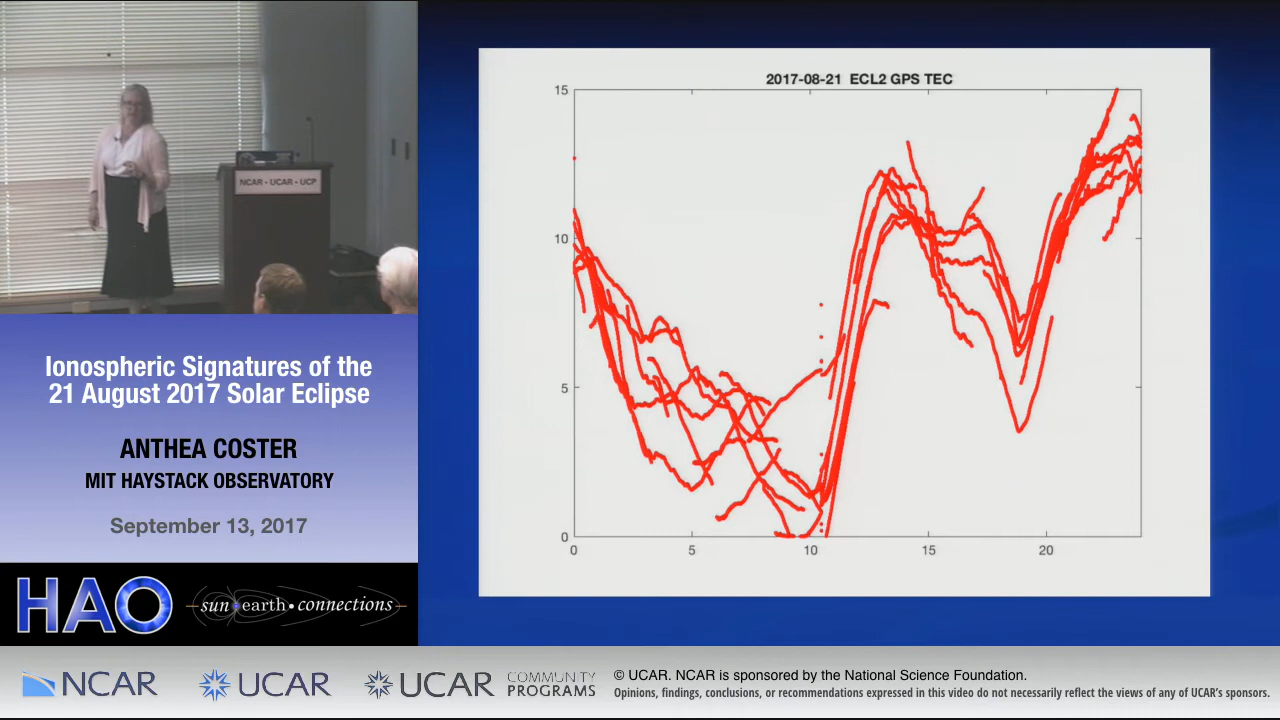 NCAR • UCAR • UCP
Ionospheric Signatures of the
21 August 2017 Solar Eclipse
ANTHEA COSTER
MIT HAYSTACK OBSERVATORY
September 13, 2017
HAO
sun earth • connections
2017-08-21 ECL2 GPS TEC
15
10
5
0
0 5 10 15 20
NCAR
UCAR
UCAR
COMMUNITY
PROGRAMS
© UCAR. NCAR is sponsored by the National Science Foundation.
Opinions, findings, conclusions, or recommendations expressed in this video do not necessarily reflect the views of any of UCAR's sponsors.